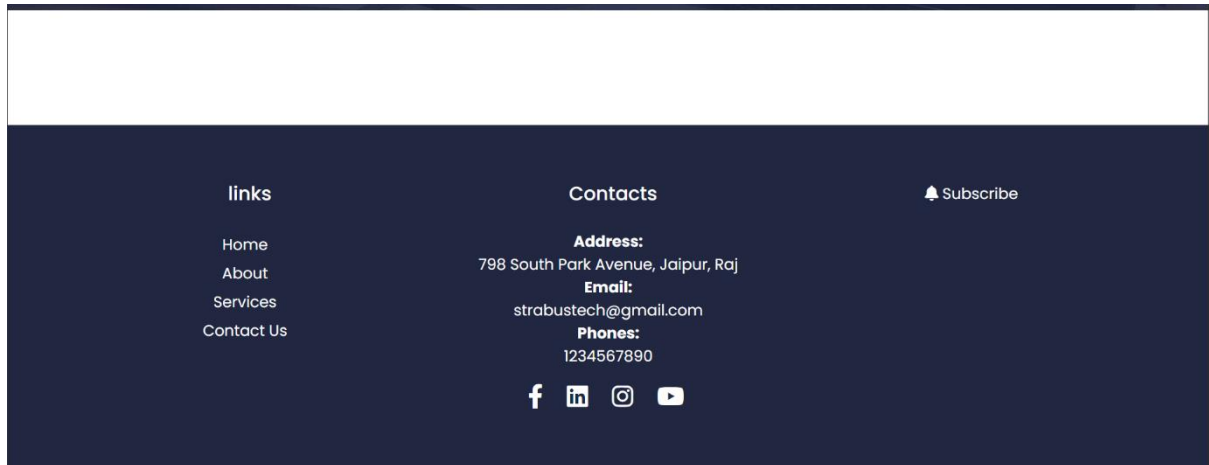 links
Home
About
Services
Contact Us
Contacts
Address:
798 South Park Avenue, Jaipur, Raj
Email:
strabustech@gmail.com
Phones:
1234567890
Subscribe